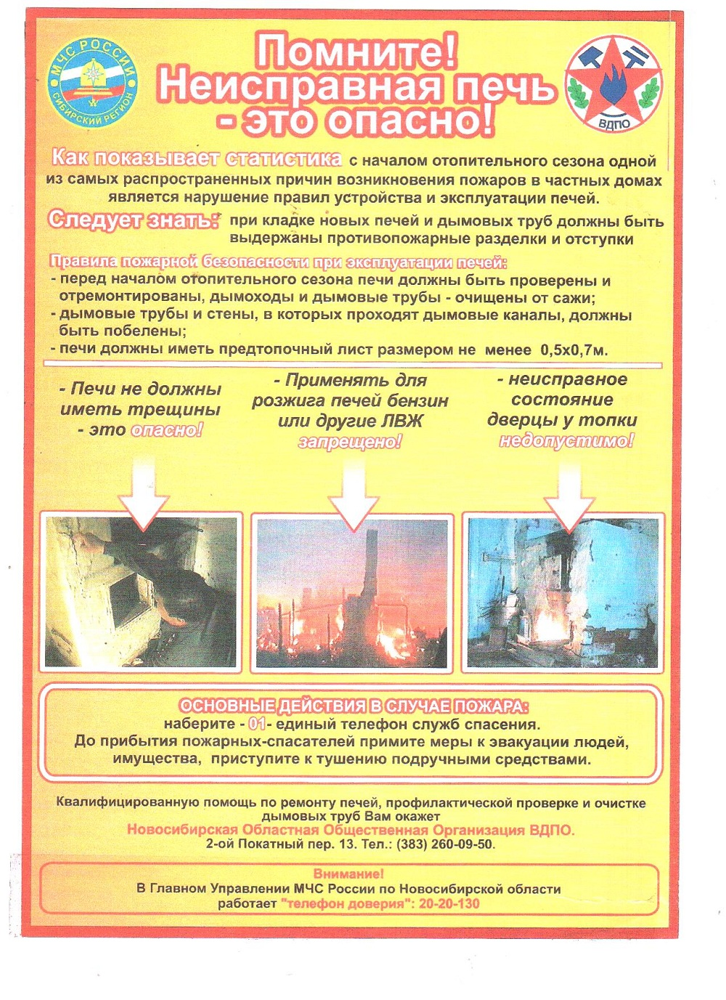 МЧС РОССИИ
СИБИРСКИЙ РЕГИОН
ВДПО
Помните!
Неисправная печь
- это опасно!
Как показывает статистика с началом отопительного сезона одной
из самых распространенных причин возникновения пожаров в частных домах
является нарушение правил устройства и эксплуатации печей.
Следует знать: при кладке новых печей и дымовых труб должны быть
выдержаны противопожарные разделки и отступки
Правила пожарной безопасности при эксплуатации печей:
- перед началом отопительного сезона печи должны быть проверены и
отремонтированы, дымоходы и дымовые трубы - очищены от сажи;
- дымовые трубы и стены, в которых проходят дымовые каналы, должны
быть побелены;
- печи должны иметь предтопочный лист размером не менее 0,5х0,7м.
- Печи не должны
иметь трещины
- это опасно!
- Применять для
розжига печей бензин
или другие ЛВЖ
запрещено!
- неисправное
состояние
дверцы у топки
недопустимо!
ОСНОВНЫЕ ДЕЙСТВИЯ В СЛУЧАЕ ПОЖАРА:
наберите - 01- единый телефон служб спасения.
До прибытия пожарных-спасателей примите меры к эвакуации людей,
имущества, приступите к тушению подручными средствами.
Квалифицированную помощь по ремонту печей, профилактической проверке и очистке
дымовых труб Вам окажет
Новосибирская Областная Общественная Организация ВДПО.
2-ой Покатный пер. 13. Тел.: (383) 260-09-50.
Внимание!
В Главном Управлении МЧС России по Новосибирской области
работает "телефон доверия": 20-20-130